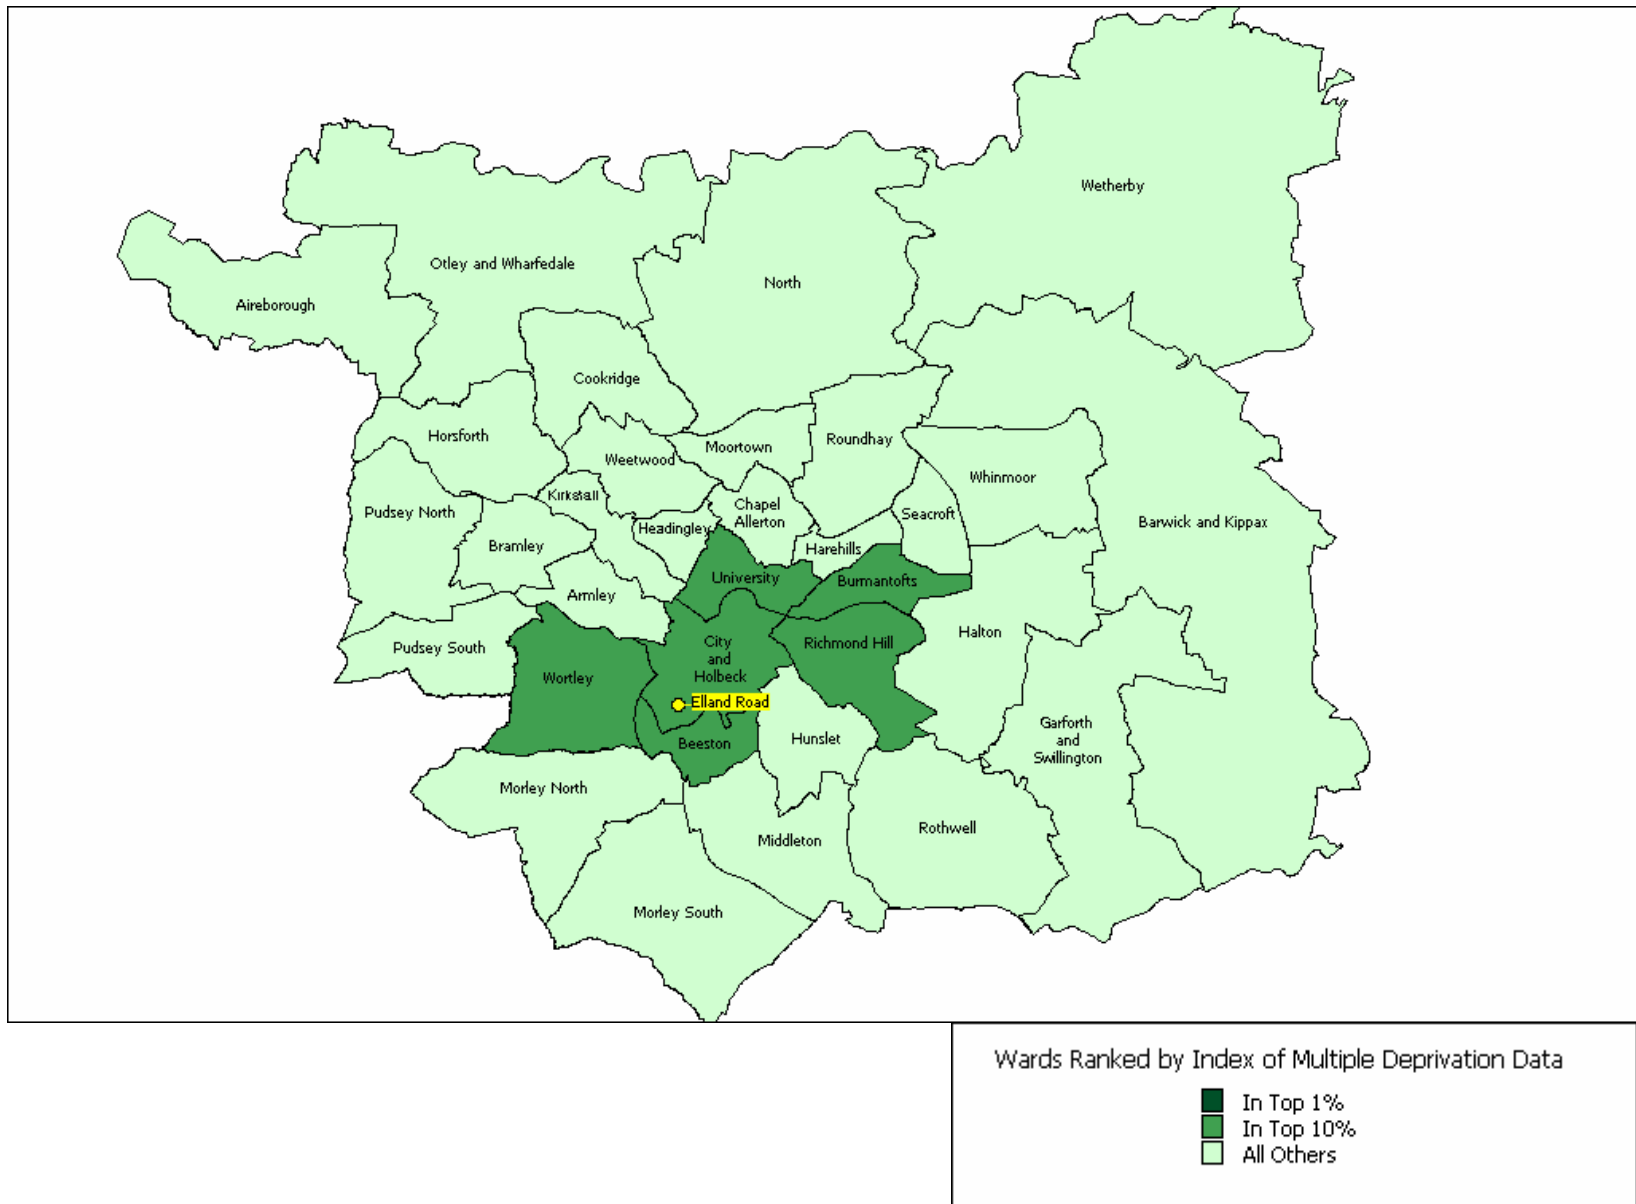 Wetherby
Otley and Wharfedale
North
Aireborough
Cookridge
Horsforth
Moortown
Roundhay
Weetwood
Whinmoor
Kirkstall
Pudsey North
Chapel
Allerton
Seacroft
Barwick and Kippax
Headingley
Bramley
Harehills
University
Burmantofts
Armley
Halton
Pudsey South
City
and
Holbeck
Richmond Hill
Wortley
Elland Road
Garforth
and
Swillington
Beeston
Hunslet
Morley North
Middleton
Rothwell
Morley South
Wards Ranked by Index of Multiple Deprivation Data
In Top 1%
In Top 10%
All Others